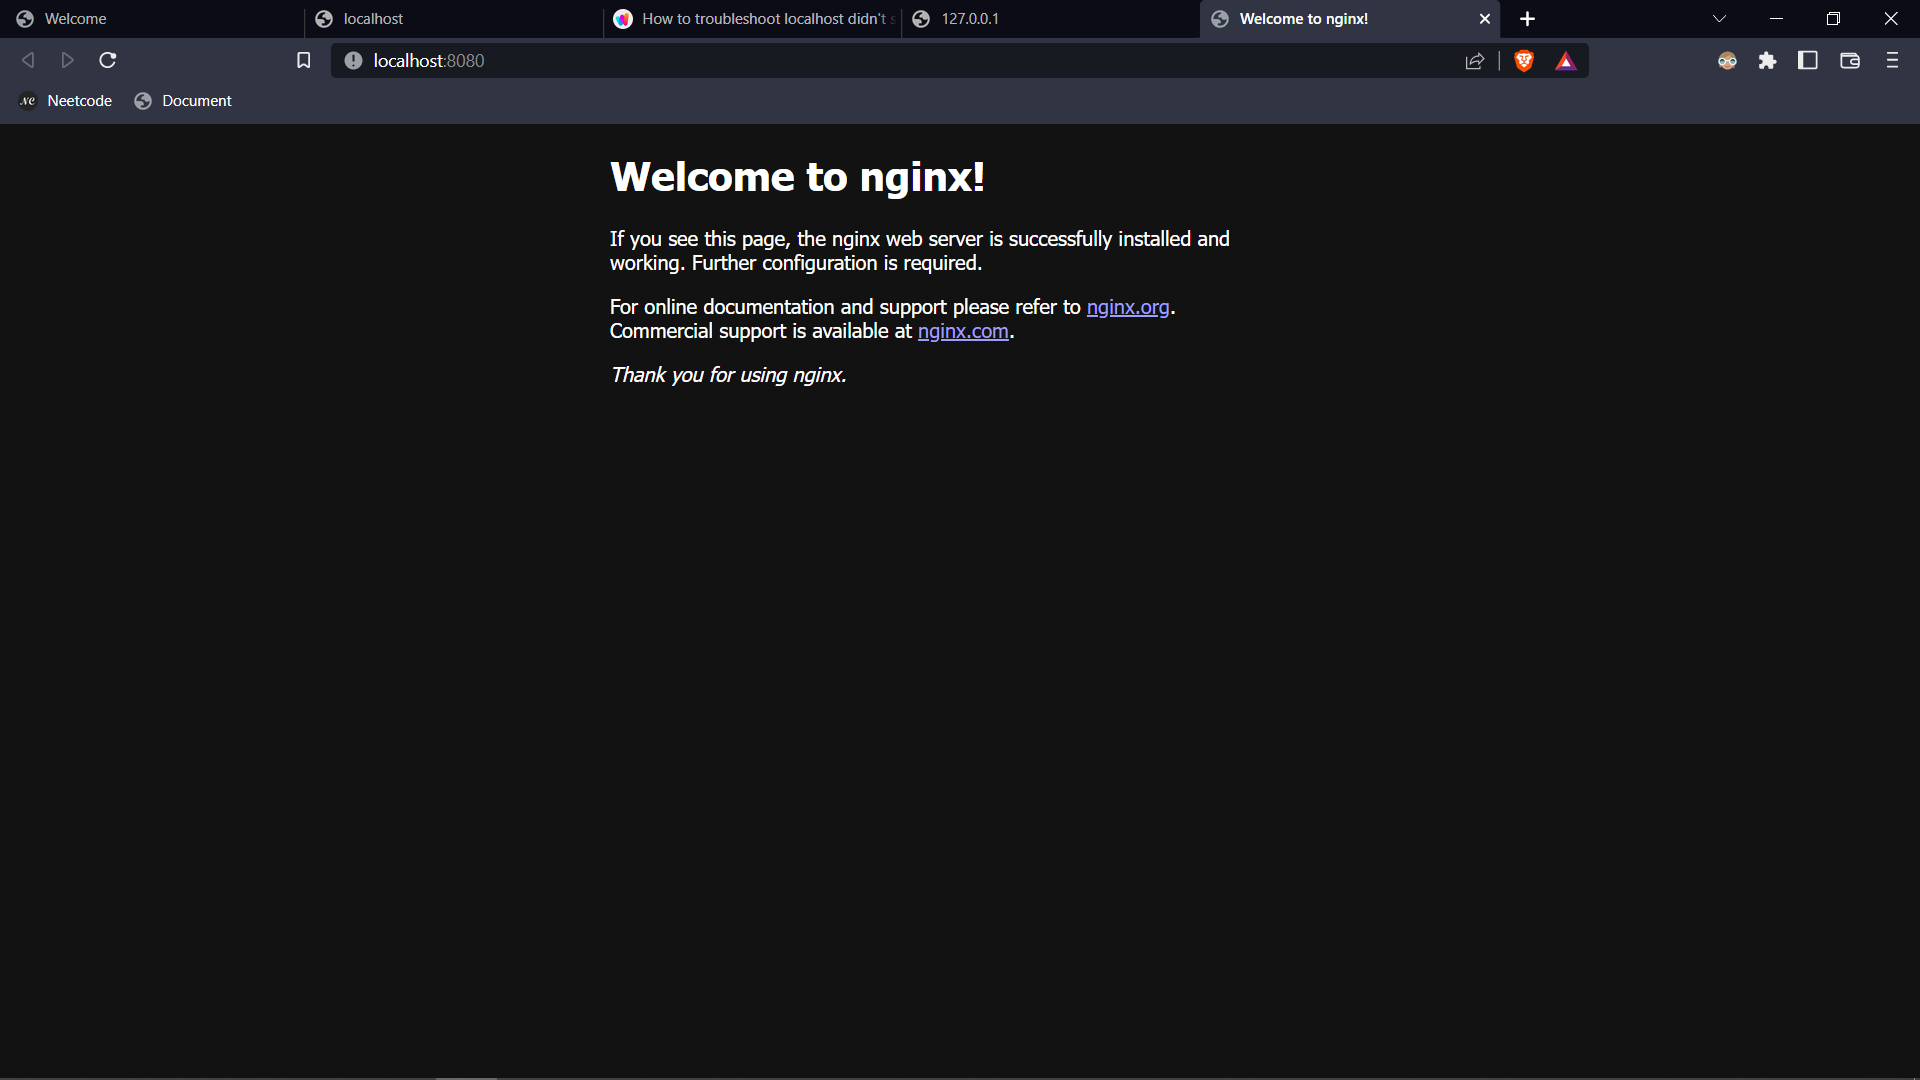 Welcome
localhost
How to troubleshoot localhost didn't
127.0.0.1
Welcome to nginx!
localhost:8080
Neetcode
Document
Welcome to nginx!
If you see this page, the nginx web server is successfully installed and
working. Further configuration is required.
For online documentation and support please refer to nginx.org.
Commercial support is available at nginx.com.
Thank you for using nginx.